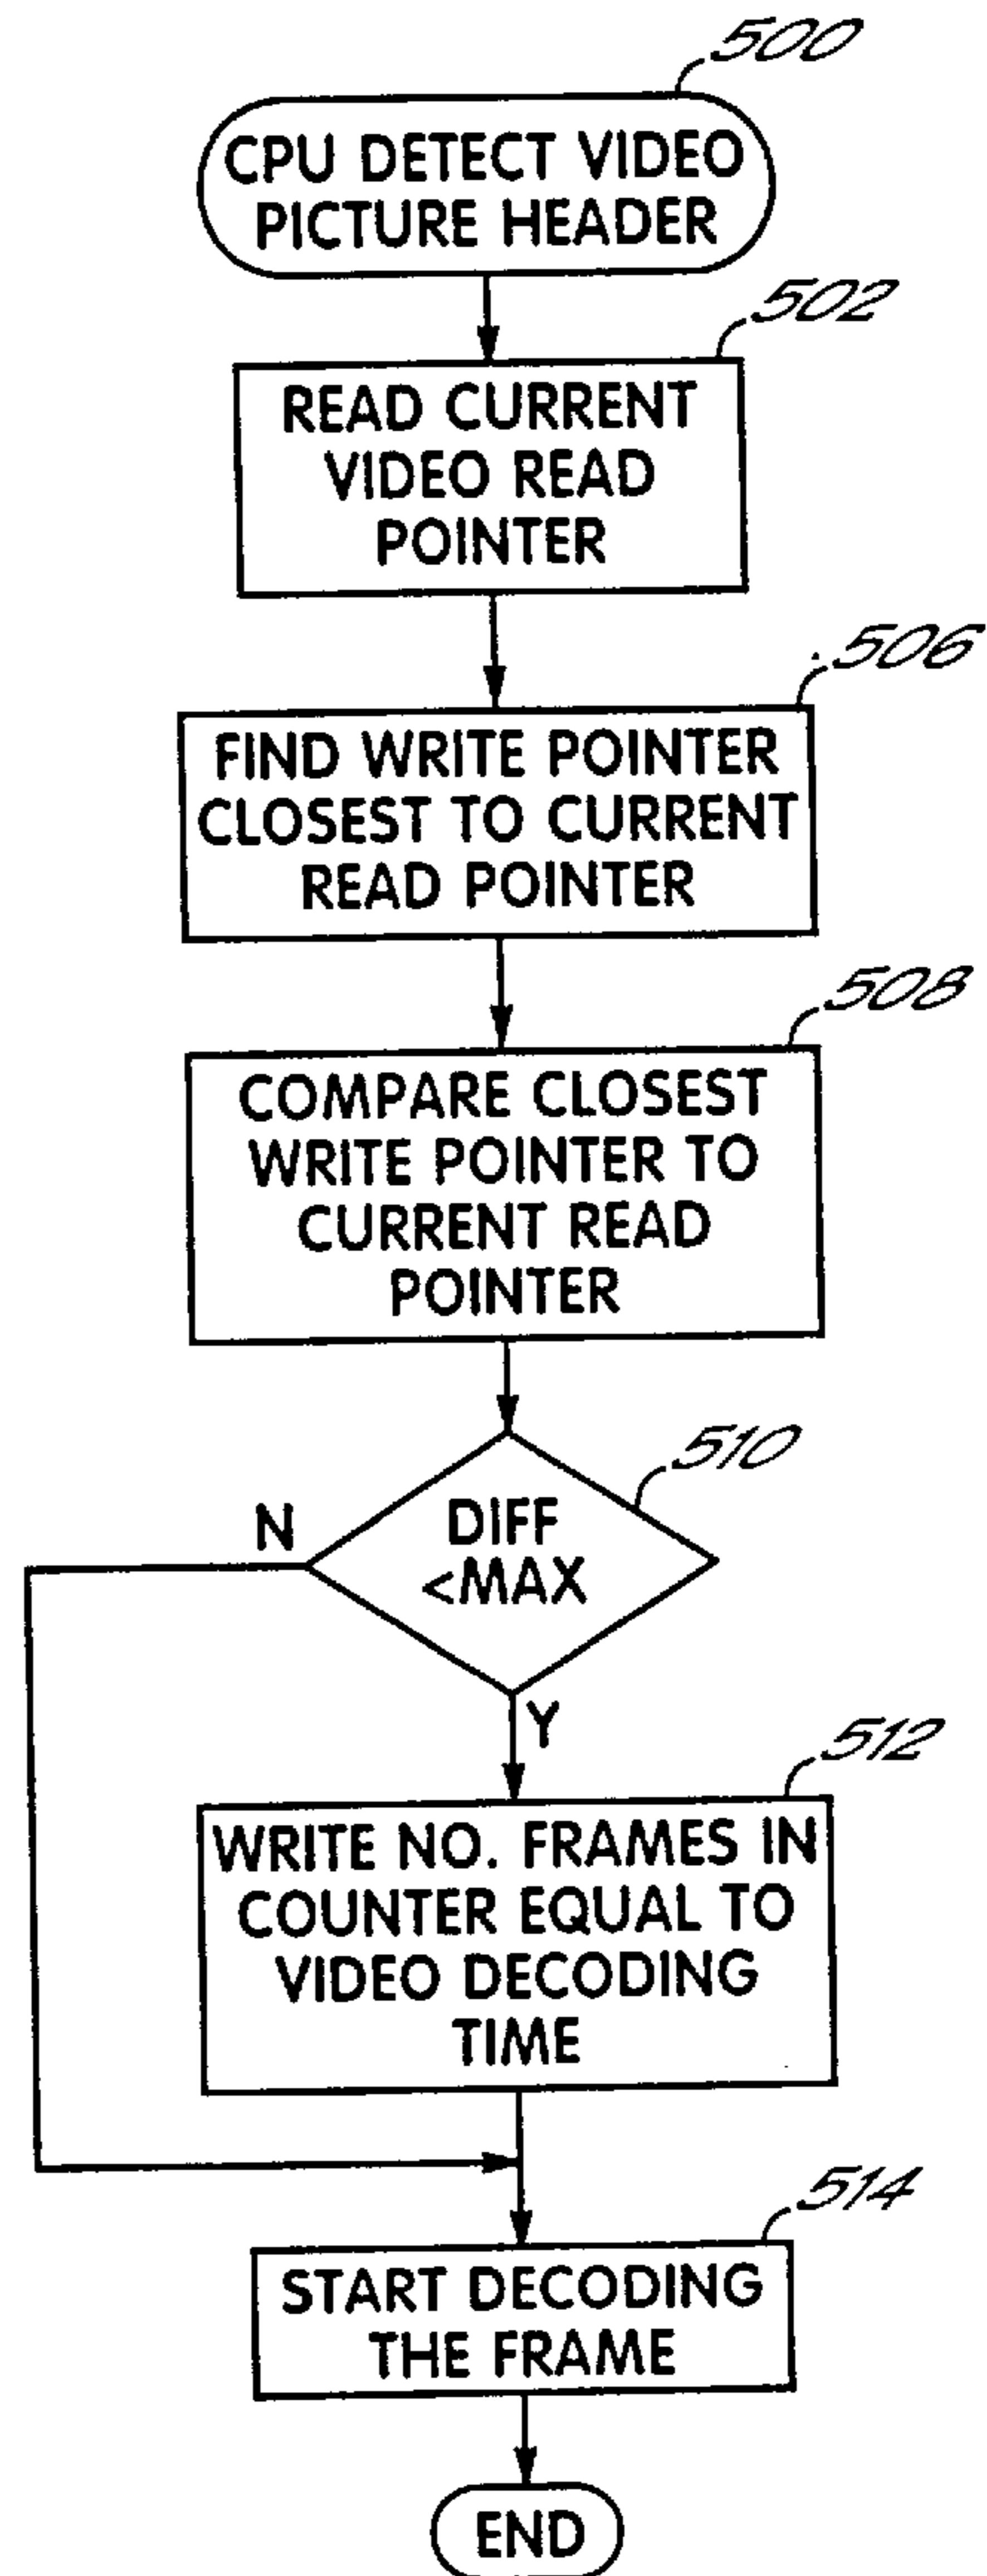 500
CPU DETECT VIDEO
PICTURE HEADER
502
READ CURRENT
VIDEO READ
POINTER
506
FIND WRITE POINTER
CLOSEST TO CURRENT
READ POINTER
508
COMPARE CLOSEST
WRITE POINTER TO
CURRENT READ
POINTER
510
N
DIFF
<MAX
Y
512
WRITE NO. FRAMES IN
COUNTER EQUAL TO
VIDEO DECODING
TIME
514
START DECODING
THE FRAME
END